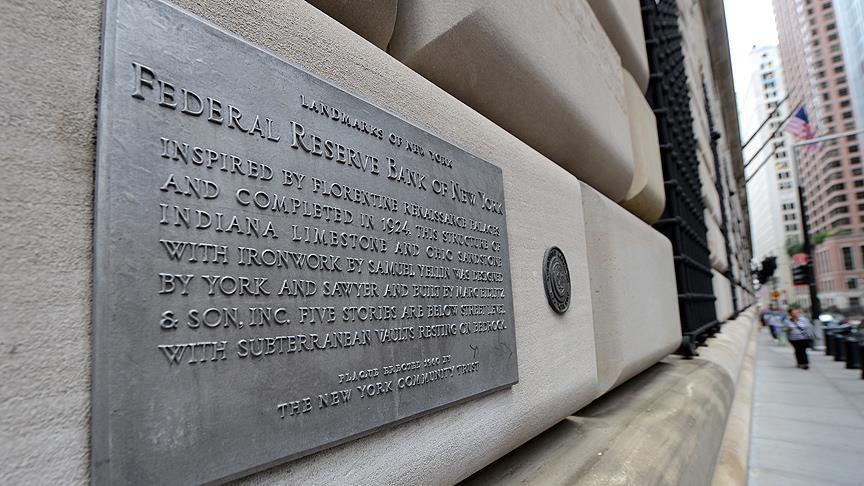 LANDMARKS OF NEW YORK
FEDERAL RESERVE BANK OF NEW YORK
INSPIRED BY FLORENTINE RENAISSANCE PALACES
AND COMPLETED IN 1924, THIS STRUCTURE OF
INDIANA LIMESTONE AND OHIO SANDSTONE
WITH IRONWORK BY SAMUEL YELLIN WAS DESIGNED
BY YORK AND SAWYER AND BUILT BY MARC EIDLITZ
& SON, INC. FIVE STORIES ARE BELOW STREET LEVEL
WITH SUBTERRANEAN VAULTS RESTING ON BEDROCK.
PLAQUE ERECTED 1960 BY
THE NEW YORK COMMUNITY TRUST